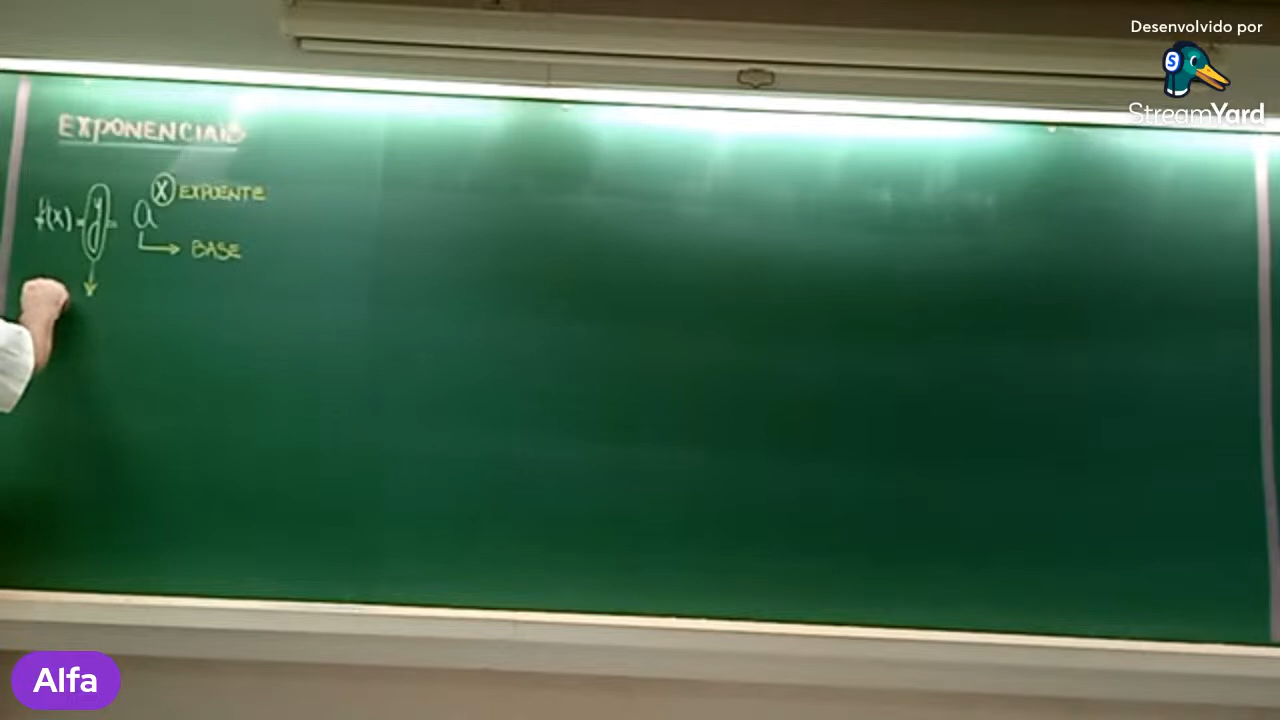 Desenvolvido por
StreamYard
EXPONENCIAIS
f(x) = y = a^x EXPOENTE
BASE
Alfa